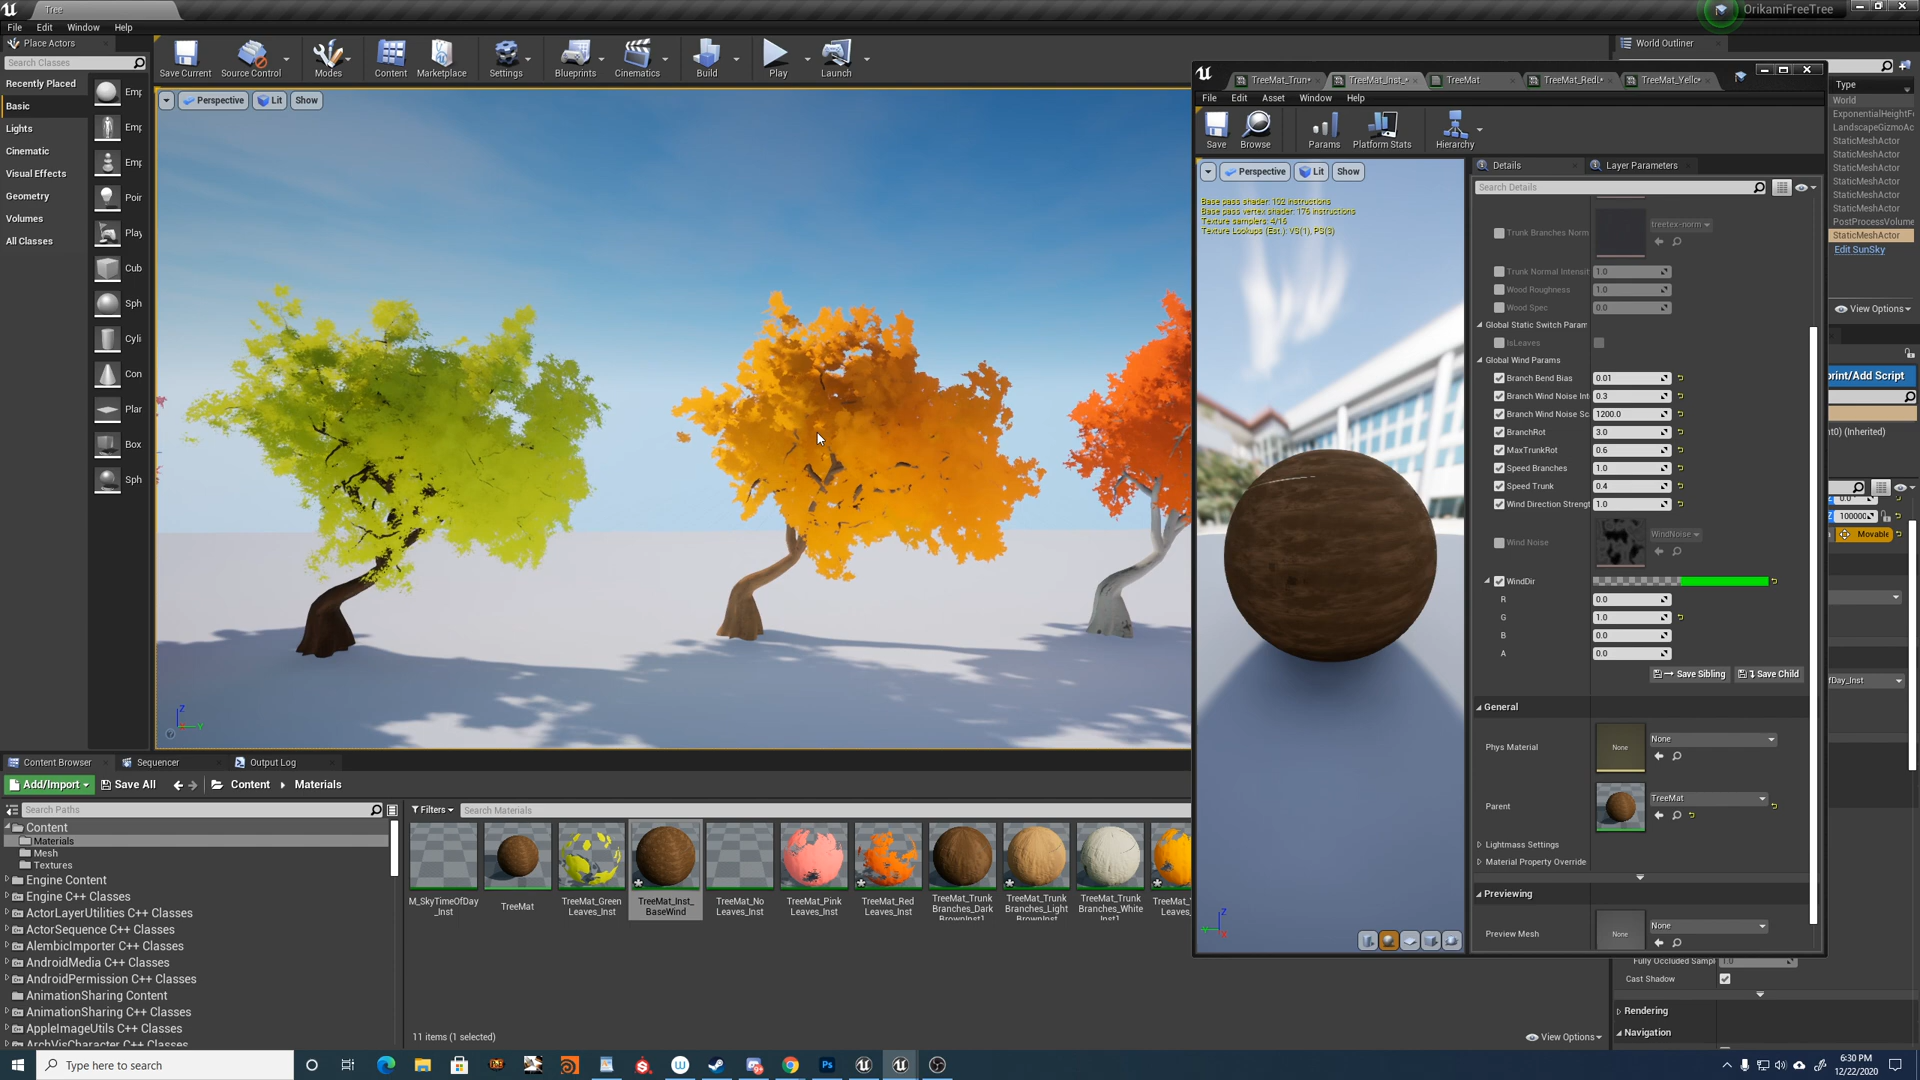 Tree
OrikamiFreeTree
File Edit Window Help
Place Actors
Search Classes
Recently Placed
Basic
Lights
Cinematic
Visual Effects
Geometry
Volumes
All Classes
Emp
Emp
Emp
Poin
Play
Cub
Sph
Cyli
Con
Plan
Box
Sph
Save Current
Source Control
Modes
Content
Marketplace
Settings
Blueprints
Cinematics
Build
Play
Launch
Perspective Lit Show
World Outliner
Type
World
ExponentialHeightF
LandscapeGizmoAc
StaticMeshActor
StaticMeshActor
StaticMeshActor
StaticMeshActor
StaticMeshActor
StaticMeshActor
PostProcessVolume
StaticMeshActor
Edit SunSky
View Options
print/Add Script
t0) (Inherited)
100000
Movable
fDay_Inst
TreeMat_Trun*
TreeMat_Inst_*
TreeMat
TreeMat_RedL*
TreeMat_Yello*
File Edit Asset Window Help
Save
Browse
Params
Platform Stats
Hierarchy
Perspective Lit Show
Base pass shader: 102 instructions
Base pass vertex shader: 176 instructions
Texture samplers: 4/16
Texture Lookups (Est.): VS(1), PS(3)
Details
Layer Parameters
Search Details
Trunk Branches Norm
treetex-norm
Trunk Normal Intensit 1.0
Wood Roughness 1.0
Wood Spec 0.0
Global Static Switch Param
IsLeaves
Global Wind Params
Branch Bend Bias 0.01
Branch Wind Noise Int 0.3
Branch Wind Noise Sc 1200.0
BranchRot 3.0
MaxTrunkRot 0.6
Speed Branches 1.0
Speed Trunk 0.4
Wind Direction Strengt 1.0
Wind Noise
WindNoise
WindDir
R 0.0
G 1.0
B 0.0
A 0.0
Save Sibling
Save Child
General
Phys Material
None
None
Parent
TreeMat
Lightmass Settings
Material Property Override
Previewing
Preview Mesh
None
None
Fully Occluded Sampl 1.0
Cast Shadow
Rendering
Navigation
Content Browser
Sequencer
Output Log
Add/Import
Save All
Content
Materials
Search Paths
Filters
Search Materials
Content
Materials
Mesh
Textures
Engine Content
Engine C++ Classes
ActorLayerUtilities C++ Classes
ActorSequence C++ Classes
AlembicImporter C++ Classes
AndroidMedia C++ Classes
AndroidPermission C++ Classes
AnimationSharing Content
AnimationSharing C++ Classes
AppleImageUtils C++ Classes
ArchVisCharacter C++ Classes
M_SkyTimeOfDay
_Inst
TreeMat
TreeMat_Green
Leaves_Inst
TreeMat_Inst_
BaseWind
TreeMat_No
Leaves_Inst
TreeMat_Pink
Leaves_Inst
TreeMat_Red
Leaves_Inst
TreeMat_Trunk
Branches_Dark
BrownInst1
TreeMat_Trunk
Branches_Light
BrownInst
TreeMat_Trunk
Branches_White
Inst1
11 items (1 selected)
View Options
Type here to search
6:30 PM
12/22/2020